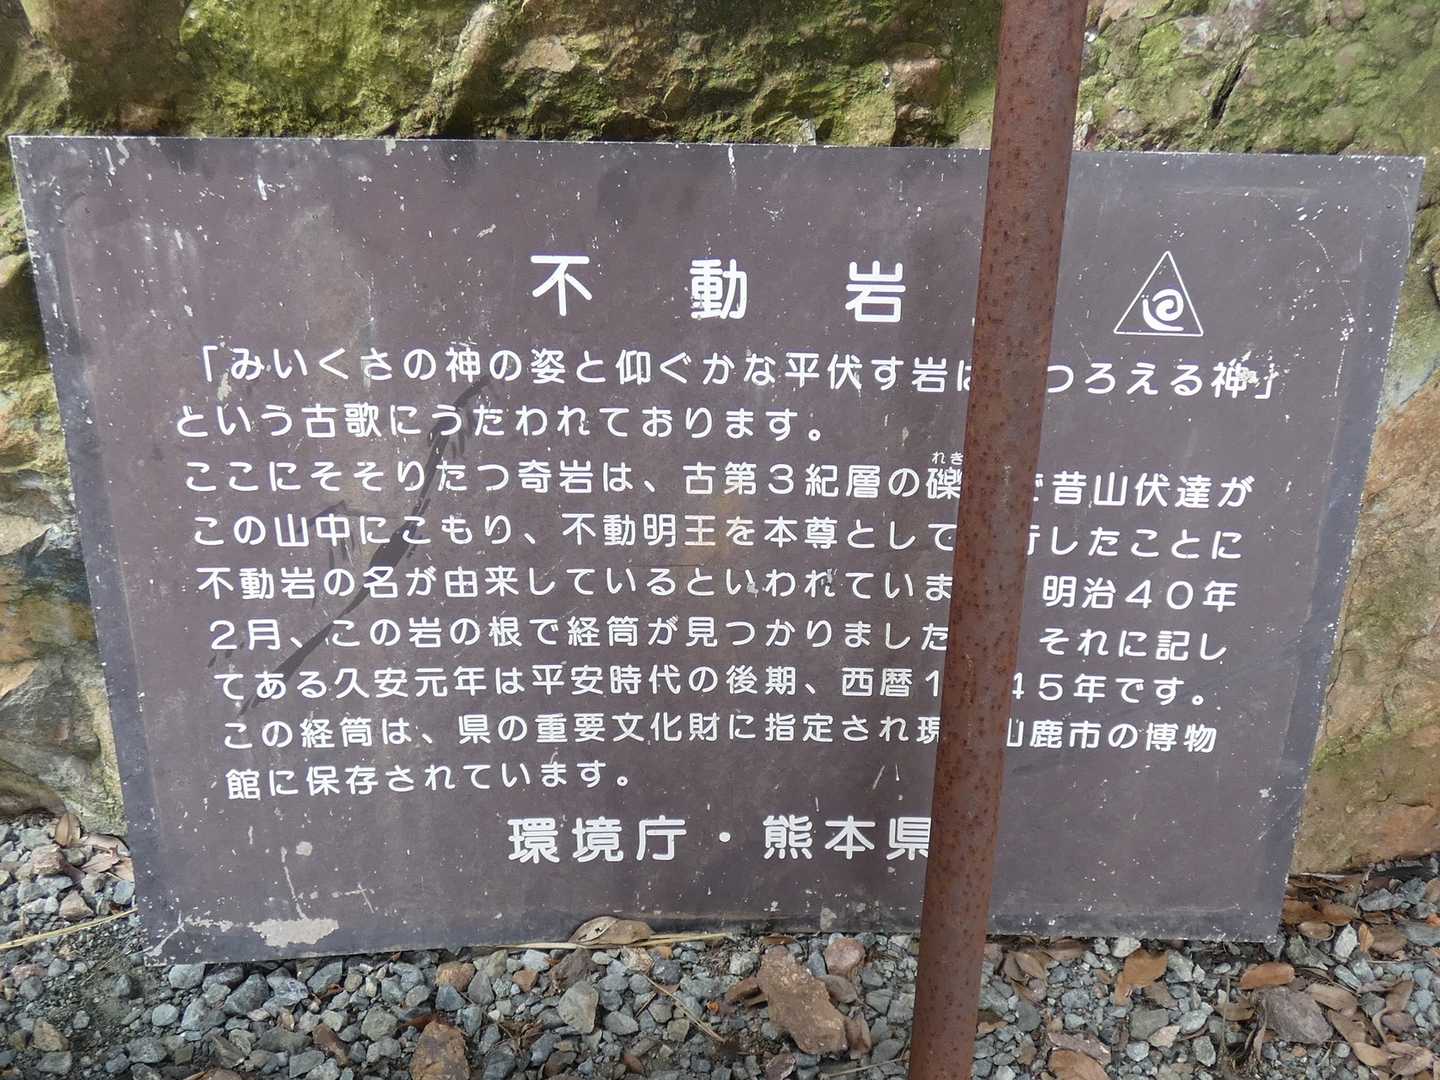 不動岩
「みいくさの神の姿と仰ぐかな平伏す岩は つろえる神」
という古歌にうたわれております。
ここにそそりたつ奇岩は、古第3紀層の礫 で昔山伏達が
れき
この山中にこもり、不動明王を本尊として 行したことに
不動岩の名が由来しているといわれていま 明治40年
2月、この岩の根で経筒が見つかりました それに記し
てある久安元年は平安時代の後期、西暦1 45年です。
この経筒は、県の重要文化財に指定され現 山鹿市の博物
館に保存されています。
環境庁・熊本県